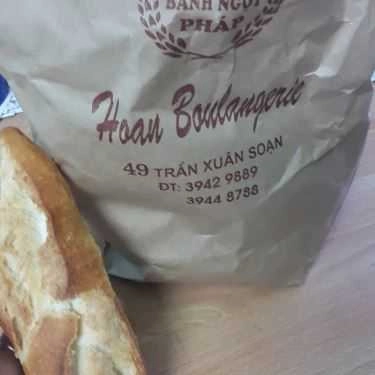 BÁNH NGỌT
PHÁP
Hoan Boulangerie
49 TRẦN XUÂN SOẠN
ĐT: 3942 9889
3944 8788